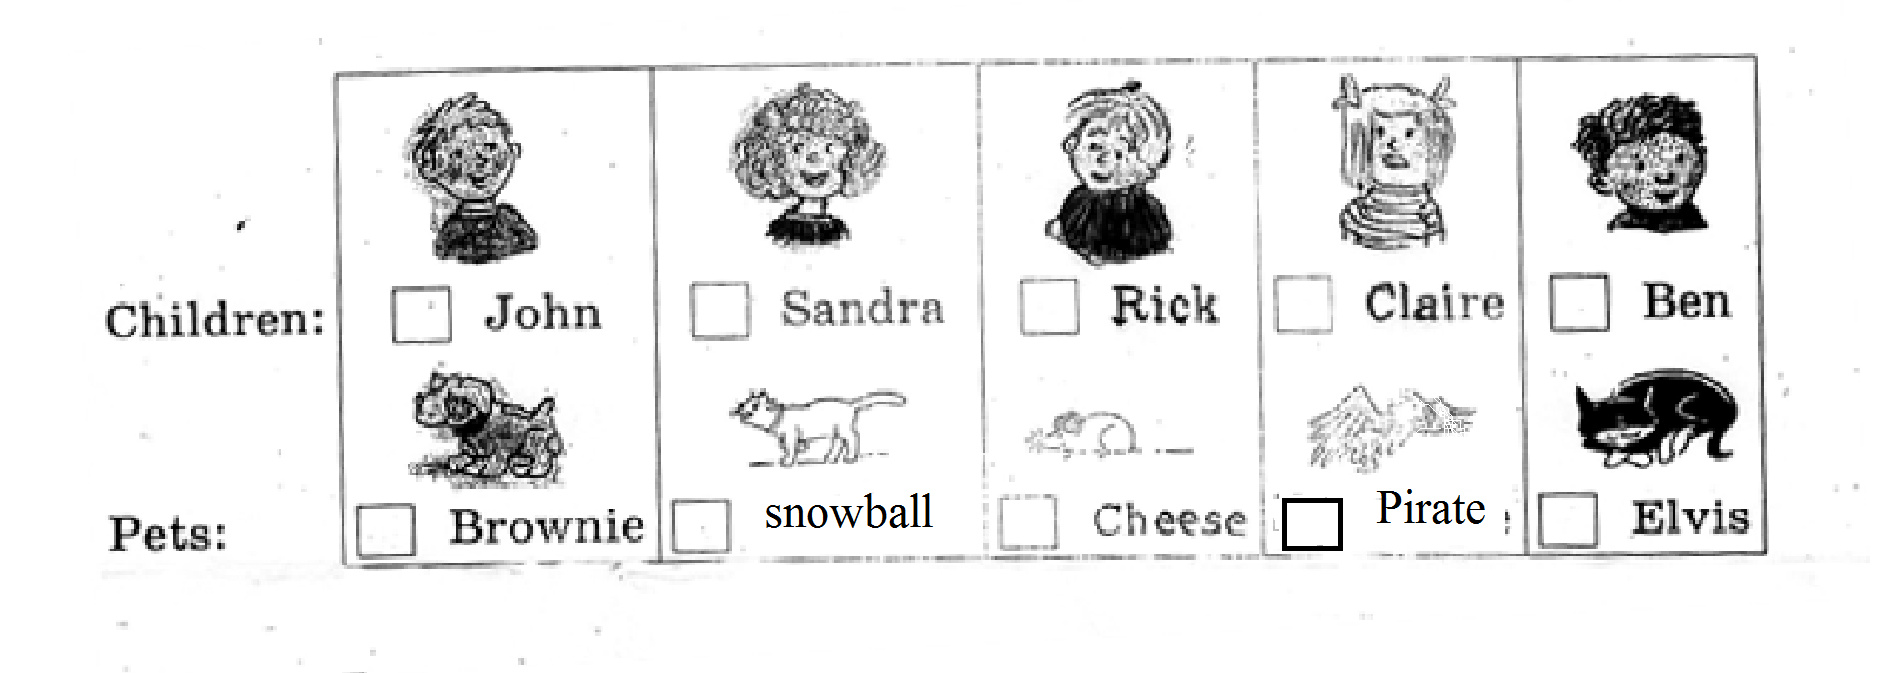 Children: John Sandra Rick Claire Ben
Pets: Brownie snowball Cheese Pirate Elvis